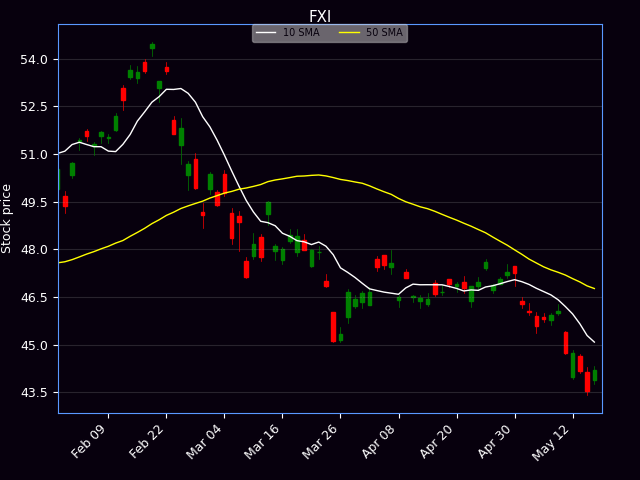 FXI
10 SMA
50 SMA
Stock price
54.0
52.5
51.0
49.5
48.0
46.5
45.0
43.5
Feb 09
Feb 22
Mar 04
Mar 16
Mar 26
Apr 08
Apr 20
Apr 30
May 12